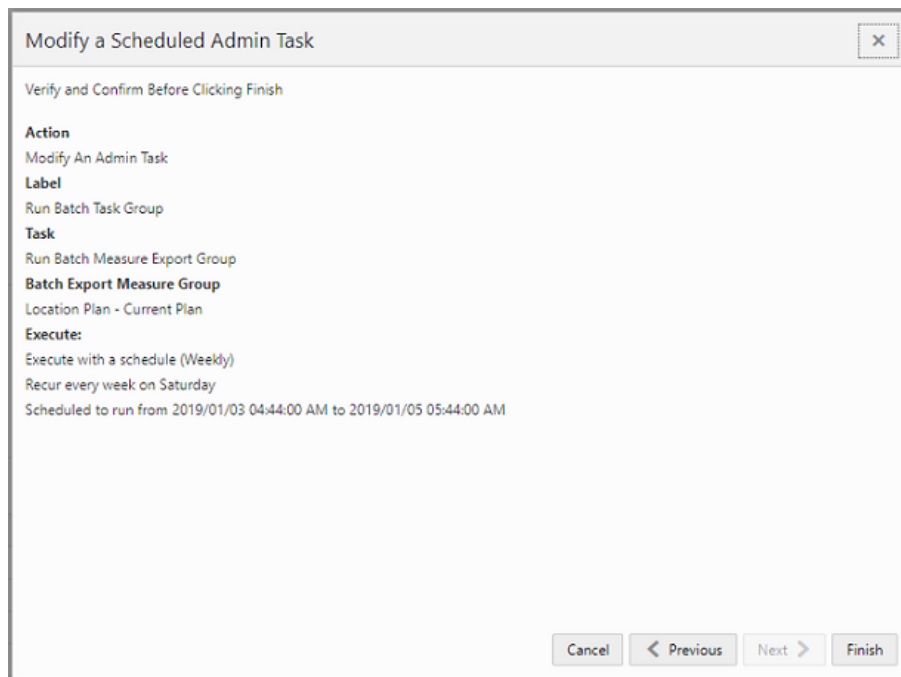 Modify a Scheduled Admin Task
Verify and Confirm Before Clicking Finish
Action
Modify An Admin Task
Label
Run Batch Task Group
Task
Run Batch Measure Export Group
Batch Export Measure Group
Location Plan - Current Plan
Execute:
Execute with a schedule (Weekly)
Recur every week on Saturday
Scheduled to run from 2019/01/03 04:44:00 AM to 2019/01/05 05:44:00 AM
Cancel Previous Next Finish